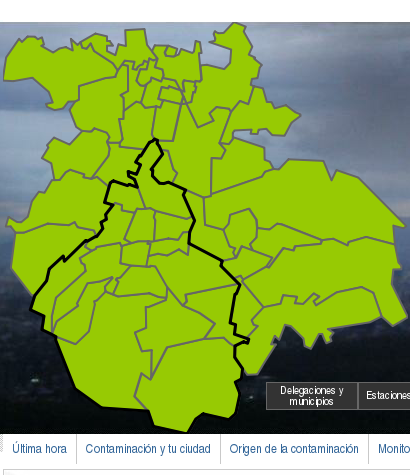 Delegaciones y
municipios
Estaciones
Última hora
Contaminación y tu ciudad
Origen de la contaminación
Monito